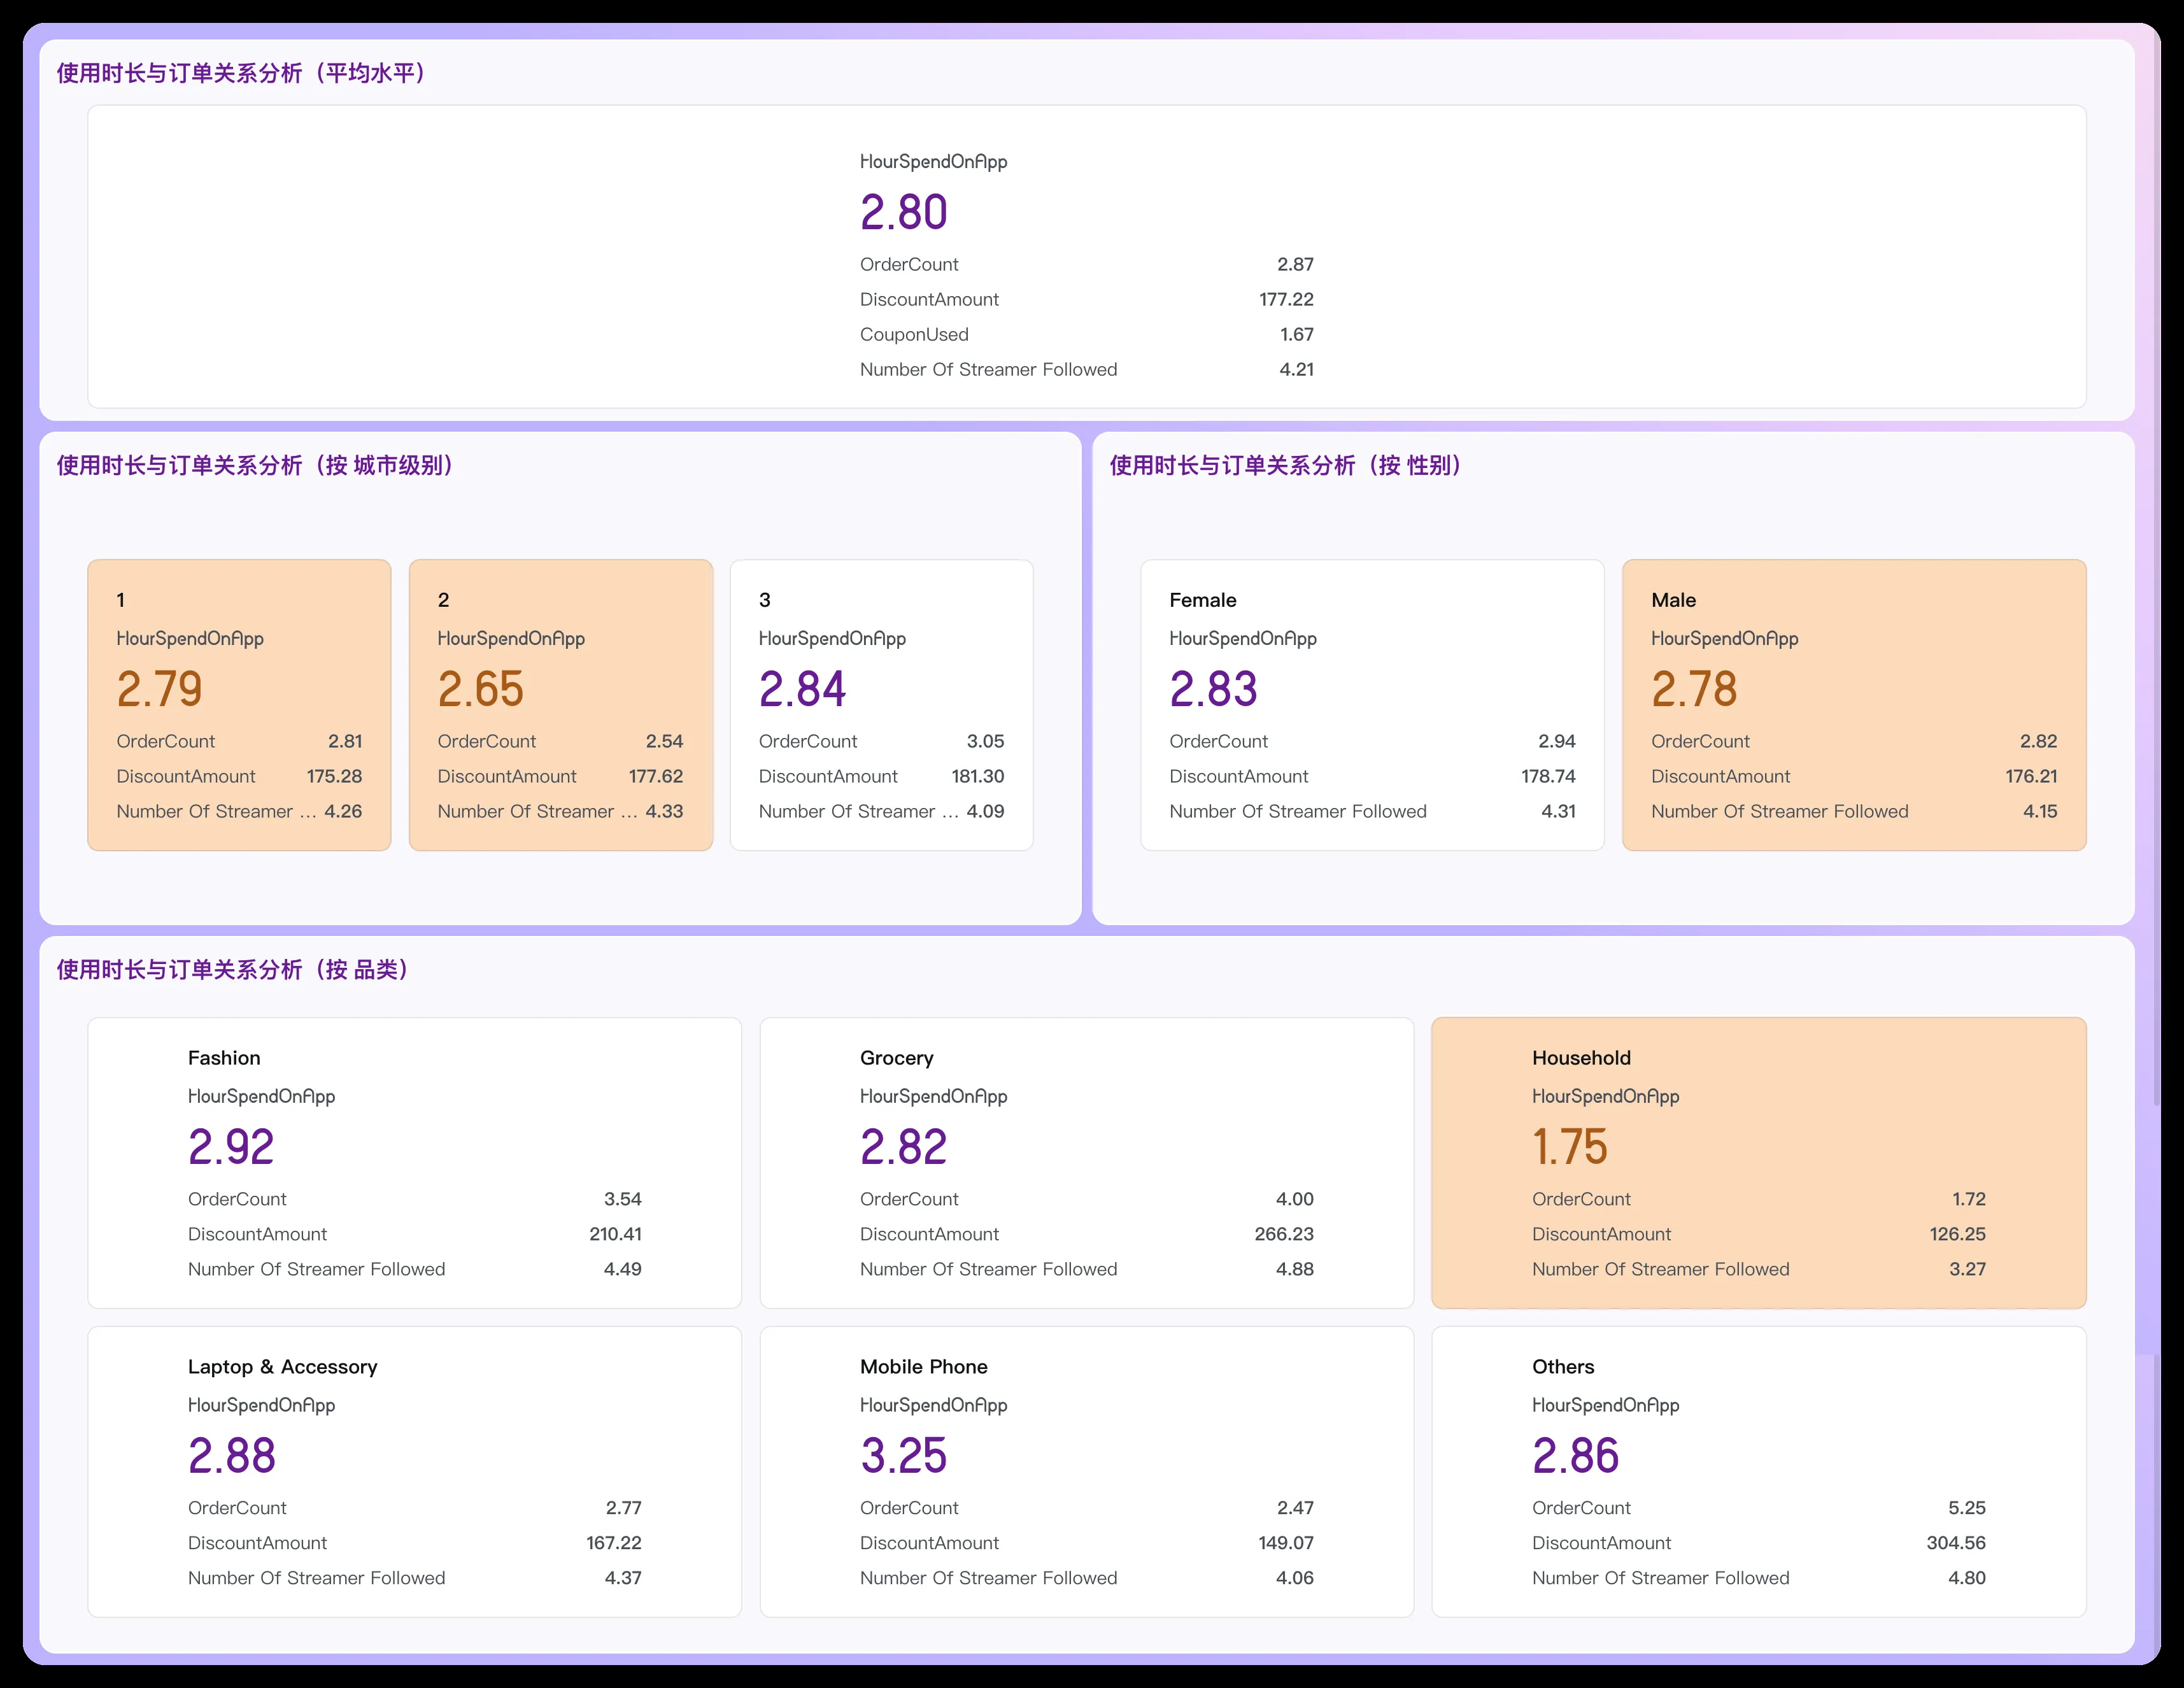 使用时长与订单关系分析（平均水平）
HourSpendOnApp
2.80
OrderCount 2.87
DiscountAmount 177.22
CouponUsed 1.67
Number Of Streamer Followed 4.21
使用时长与订单关系分析（按 城市级别）
1
HourSpendOnApp
2.79
OrderCount 2.81
DiscountAmount 175.28
Number Of Streamer ... 4.26
2
HourSpendOnApp
2.65
OrderCount 2.54
DiscountAmount 177.62
Number Of Streamer ... 4.33
3
HourSpendOnApp
2.84
OrderCount 3.05
DiscountAmount 181.30
Number Of Streamer ... 4.09
使用时长与订单关系分析（按 性别）
Female
HourSpendOnApp
2.83
OrderCount 2.94
DiscountAmount 178.74
Number Of Streamer Followed 4.31
Male
HourSpendOnApp
2.78
OrderCount 2.82
DiscountAmount 176.21
Number Of Streamer Followed 4.15
使用时长与订单关系分析（按 品类）
Fashion
HourSpendOnApp
2.92
OrderCount 3.54
DiscountAmount 210.41
Number Of Streamer Followed 4.49
Grocery
HourSpendOnApp
2.82
OrderCount 4.00
DiscountAmount 266.23
Number Of Streamer Followed 4.88
Household
HourSpendOnApp
1.75
OrderCount 1.72
DiscountAmount 126.25
Number Of Streamer Followed 3.27
Laptop & Accessory
HourSpendOnApp
2.88
OrderCount 2.77
DiscountAmount 167.22
Number Of Streamer Followed 4.37
Mobile Phone
HourSpendOnApp
3.25
OrderCount 2.47
DiscountAmount 149.07
Number Of Streamer Followed 4.06
Others
HourSpendOnApp
2.86
OrderCount 5.25
DiscountAmount 304.56
Number Of Streamer Followed 4.80